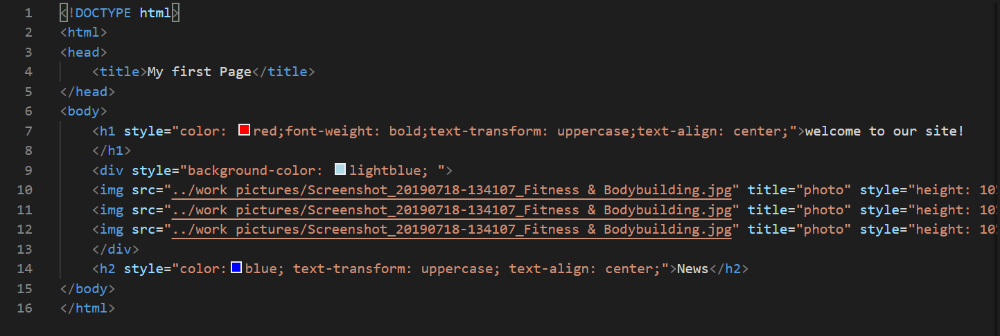 1 <!DOCTYPE html>
2 <html>
3 <head>
4 <title>My first Page</title>
5 </head>
6 <body>
7 <h1 style="color: red;font-weight: bold;text-transform: uppercase;text-align: center;">welcome to our site!
8 </h1>
9 <div style="background-color: lightblue; ">
10 <img src="../work pictures/Screenshot_20190718-134107_Fitness & Bodybuilding.jpg" title="photo" style="height: 10%
11 <img src="../work pictures/Screenshot_20190718-134107_Fitness & Bodybuilding.jpg" title="photo" style="height: 10%
12 <img src="../work pictures/Screenshot_20190718-134107_Fitness & Bodybuilding.jpg" title="photo" style="height: 10%
13 </div>
14 <h2 style="color:blue; text-transform: uppercase; text-align: center;">News</h2>
15 </body>
16 </html>